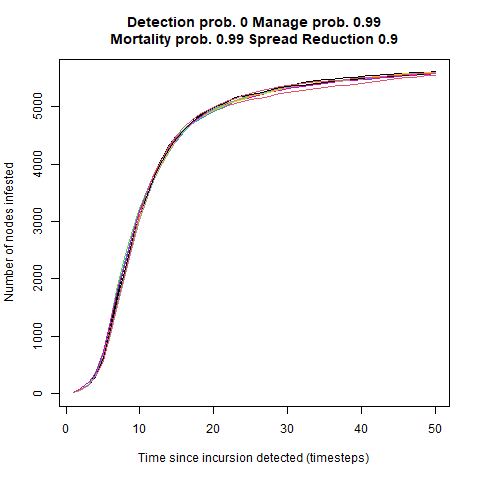 Detection prob. 0 Manage prob. 0.99
Mortality prob. 0.99 Spread Reduction 0.9
Number of nodes infested
5000
4000
3000
2000
1000
0
0 10 20 30 40 50
Time since incursion detected (timesteps)